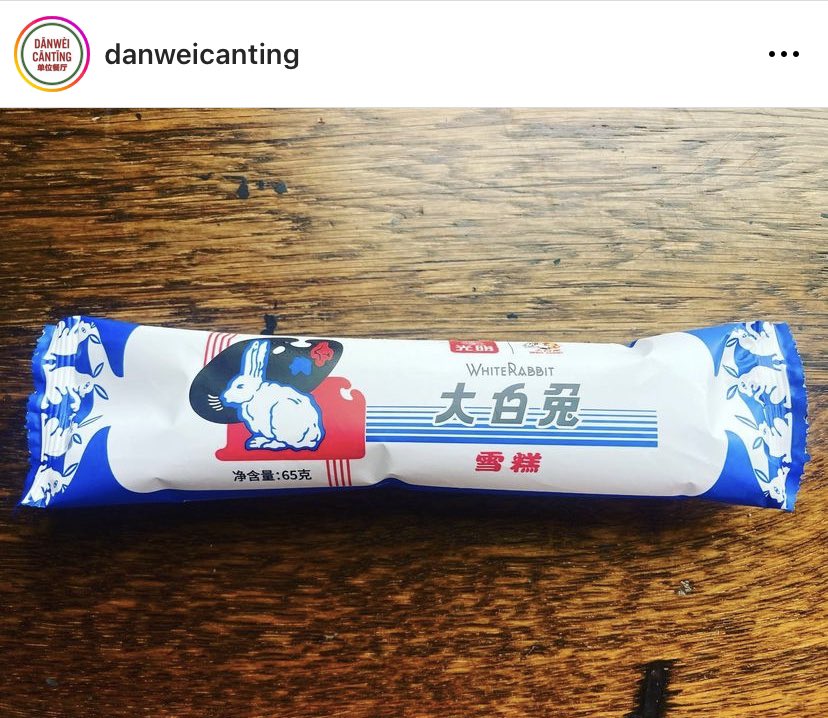 DĀNWÈI
CĀNTĪNG
单位餐厅
danweicanting
光明
WHITERABBIT
大白兔
雪糕
净含量:65克